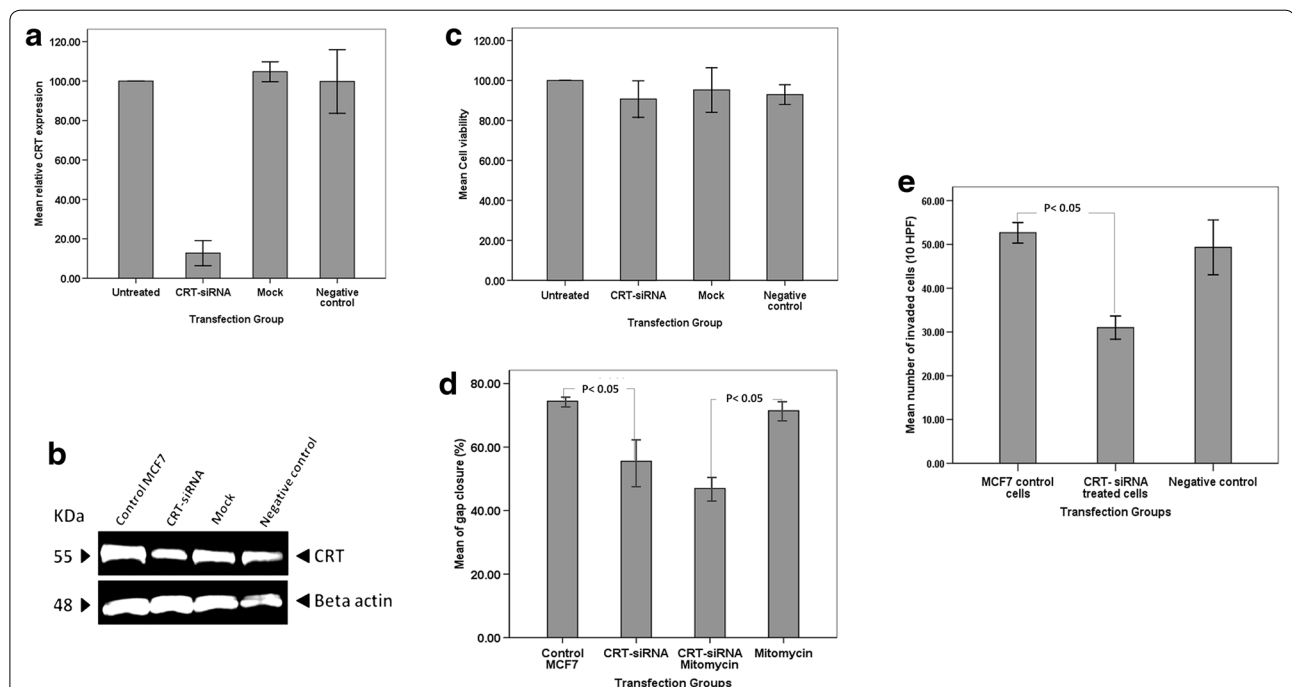 a
120.00
100.00
80.00
60.00
40.00
20.00
0.00
Mean relative CRT expression
Untreated
CRT-siRNA
Mock
Negative
control
Transfection Group
b
Control MCF7
CRT-siRNA
Mock
Negative control
KDa
55
CRT
48
Beta actin
c
120.00
100.00
80.00
60.00
40.00
20.00
0.00
Mean Cell viability
Untreated
CRT-siRNA
Mock
Negative
control
Transfection Group
d
80.00
60.00
40.00
20.00
0.00
Mean of gap closure (%)
P< 0.05
P< 0.05
Control
MCF7
CRT-siRNA
CRT-siRNA
Mitomycin
Mitomycin
Transfection Groups
e
60.00
50.00
40.00
30.00
20.00
10.00
0.00
Mean number of invaded cells (10 HPF)
P< 0.05
MCF7 control
cells
CRT- siRNA
treated cells
Negative control
Transfection Groups